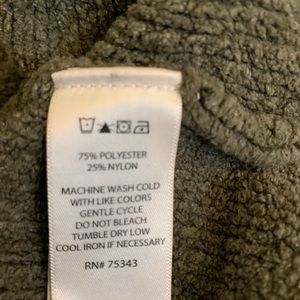 75% POLYESTER
25% NYLON
MACHINE WASH COLD
WITH LIKE COLORS
GENTLE CYCLE
DO NOT BLEACH
TUMBLE DRY LOW
COOL IRON IF NECESSARY
RN# 75343